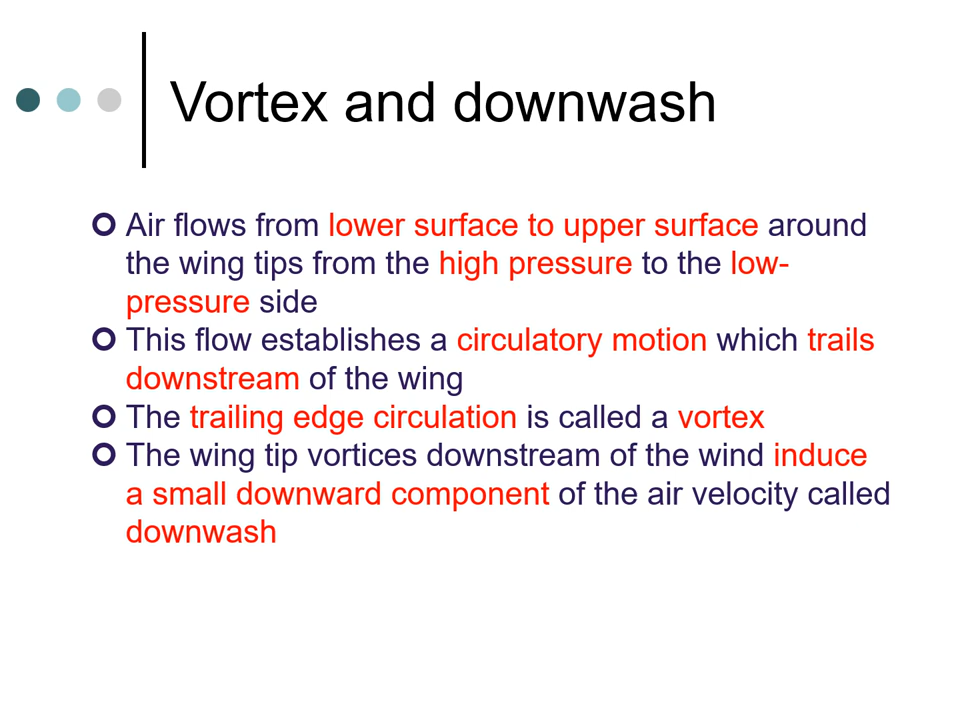 Vortex and downwash
Air flows from lower surface to upper surface around
the wing tips from the high pressure to the low-
pressure side
This flow establishes a circulatory motion which trails
downstream of the wing
The trailing edge circulation is called a vortex
The wing tip vortices downstream of the wind induce
a small downward component of the air velocity called
downwash